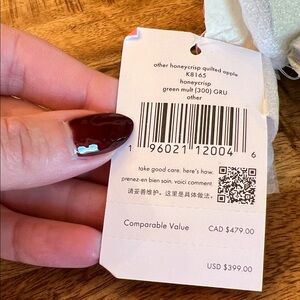 other honeycrisp quilted apple
K8165
honeycrisp
green mult (300) GRU
other
1 96021 12004 6
take good care. here's how.
prenez-en bien soin. voici comment.
请妥善维护。这里是具体做法。
Comparable Value CAD $479.00
USD $399.00